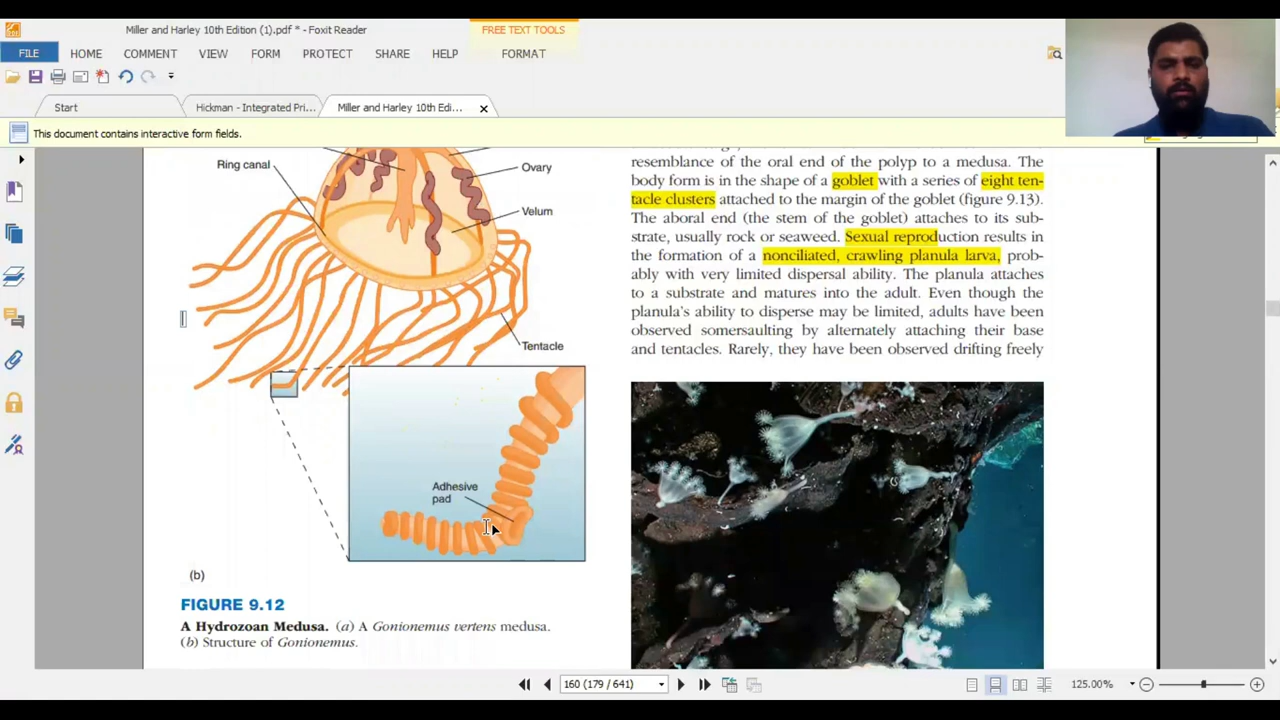 Miller and Harley 10th Edition (1).pdf * - Foxit Reader
FREE TEXT TOOLS
FILE HOME COMMENT VIEW FORM PROTECT SHARE HELP FORMAT
Start
Hickman - Integrated Pri...
Miller and Harley 10th Edi...
This document contains interactive form fields.
Ring canal
Ovary
Velum
Tentacle
Adhesive
pad
(b)
FIGURE 9.12
A Hydrozoan Medusa. (a) A Gonionemus vertens medusa.
(b) Structure of Gonionemus.
resemblance of the oral end of the polyp to a medusa. The
body form is in the shape of a goblet with a series of eight ten-
tacle clusters attached to the margin of the goblet (figure 9.13).
The aboral end (the stem of the goblet) attaches to its sub-
strate, usually rock or seaweed. Sexual reproduction results in
the formation of a nonciliated, crawling planula larva, prob-
ably with very limited dispersal ability. The planula attaches
to a substrate and matures into the adult. Even though the
planula's ability to disperse may be limited, adults have been
observed somersaulting by alternately attaching their base
and tentacles. Rarely, they have been observed drifting freely
160 (179 / 641)
125.00%